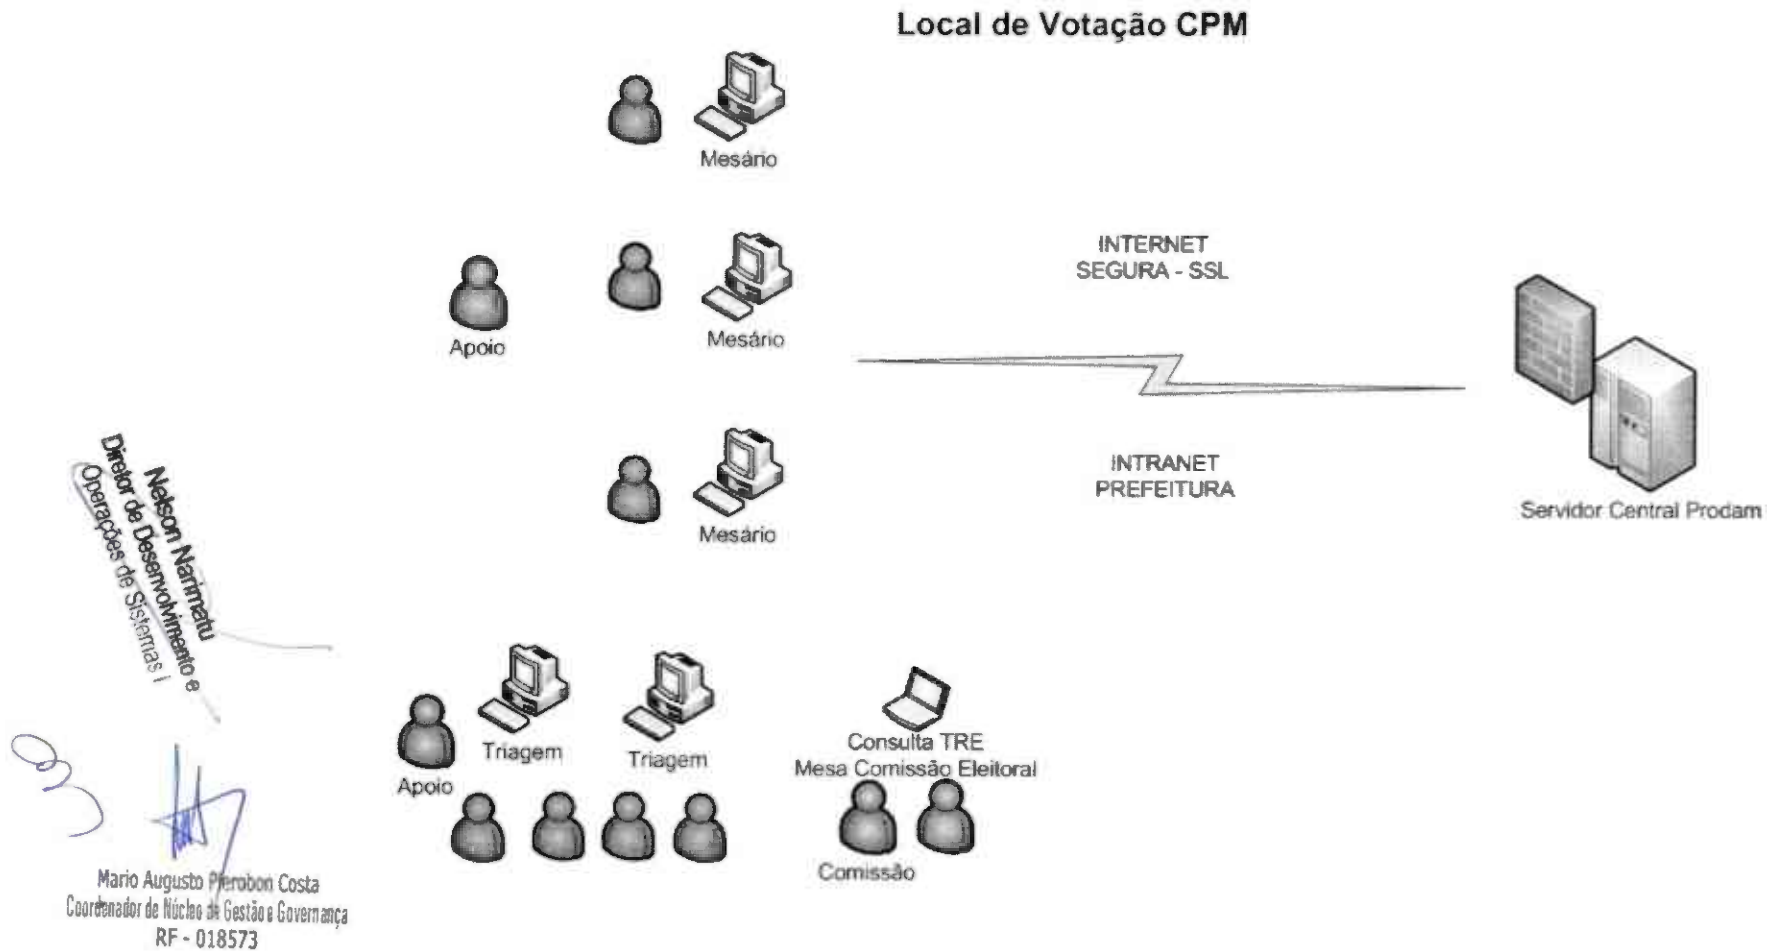 Local de Votação CPM
Mesário
INTERNET
SEGURA - SSL
Apoio
Mesário
INTRANET
PREFEITURA
Mesário
Servidor Central Prodam
Nelson Narimatu
Diretor de Desenvolvimento e
Operações de Sistemas I
Triagem
Triagem
Apoio
Consulta TRE
Mesa Comissão Eleitoral
Comissão
Mario Augusto Pierobon Costa
Coordenador de Núcleo de Gestão e Governança
RF - 018573